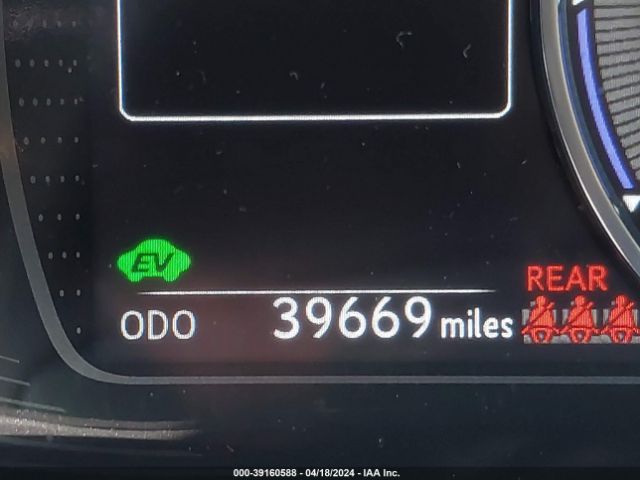 EV
REAR
ODO 39669 miles
000-39160588 - 04/18/2024 - IAA Inc.